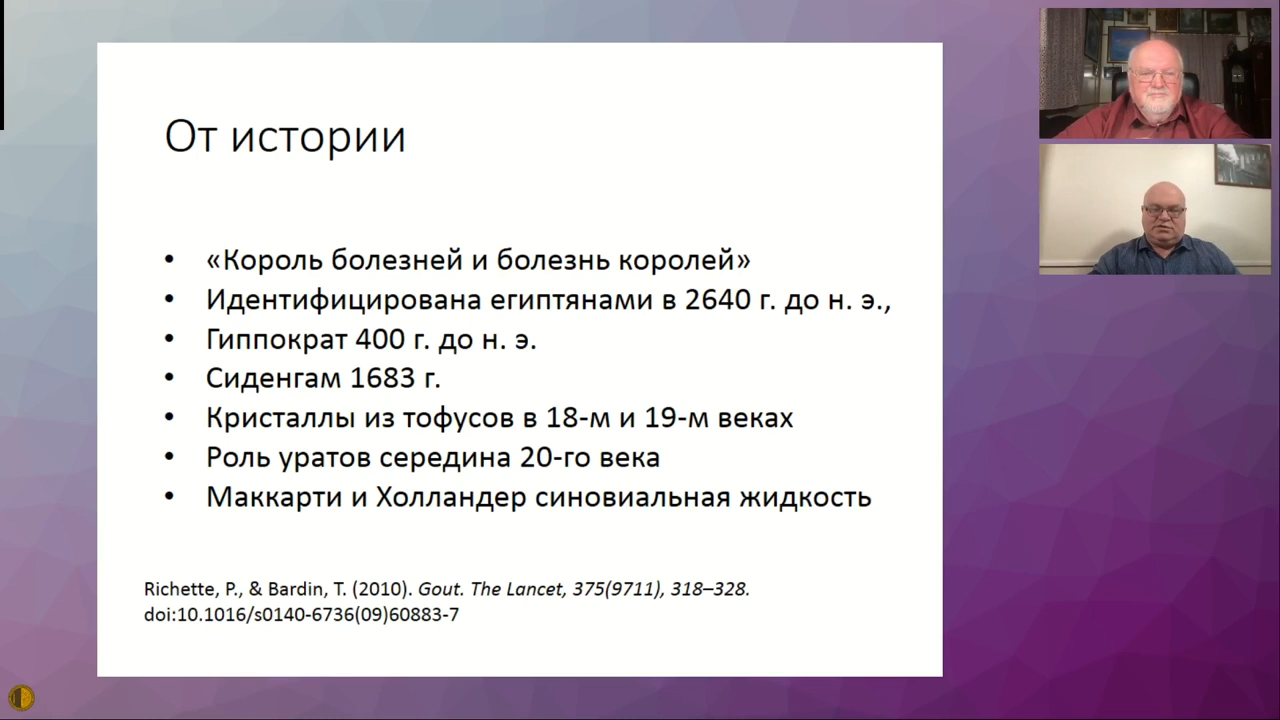 От истории
• «Король болезней и болезнь королей»
• Идентифицирована египтянами в 2640 г. до н. э.,
• Гиппократ 400 г. до н. э.
• Сиденгам 1683 г.
• Кристаллы из тофусов в 18-м и 19-м веках
• Роль уратов середина 20-го века
• Маккарти и Холландер синовиальная жидкость
Richette, P., & Bardin, T. (2010). Gout. The Lancet, 375(9711), 318–328.
doi:10.1016/s0140-6736(09)60883-7